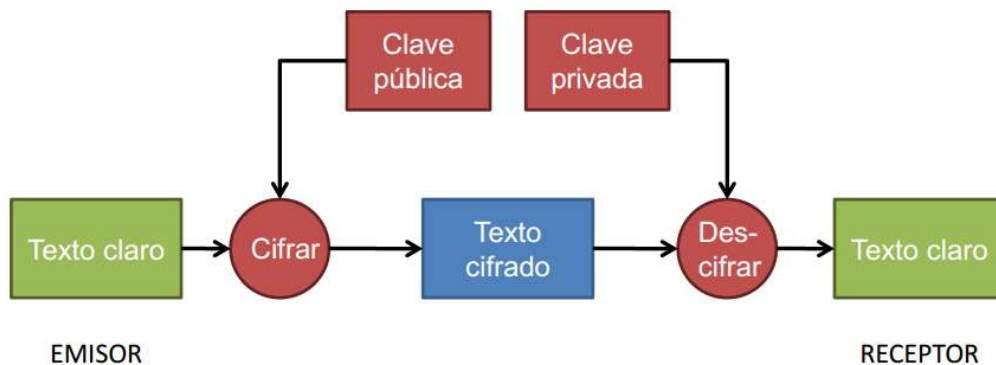 Clave
pública
Clave
privada
Texto claro
Cifrar
Texto
cifrado
Des-
cifrar
Texto claro
EMISOR
RECEPTOR